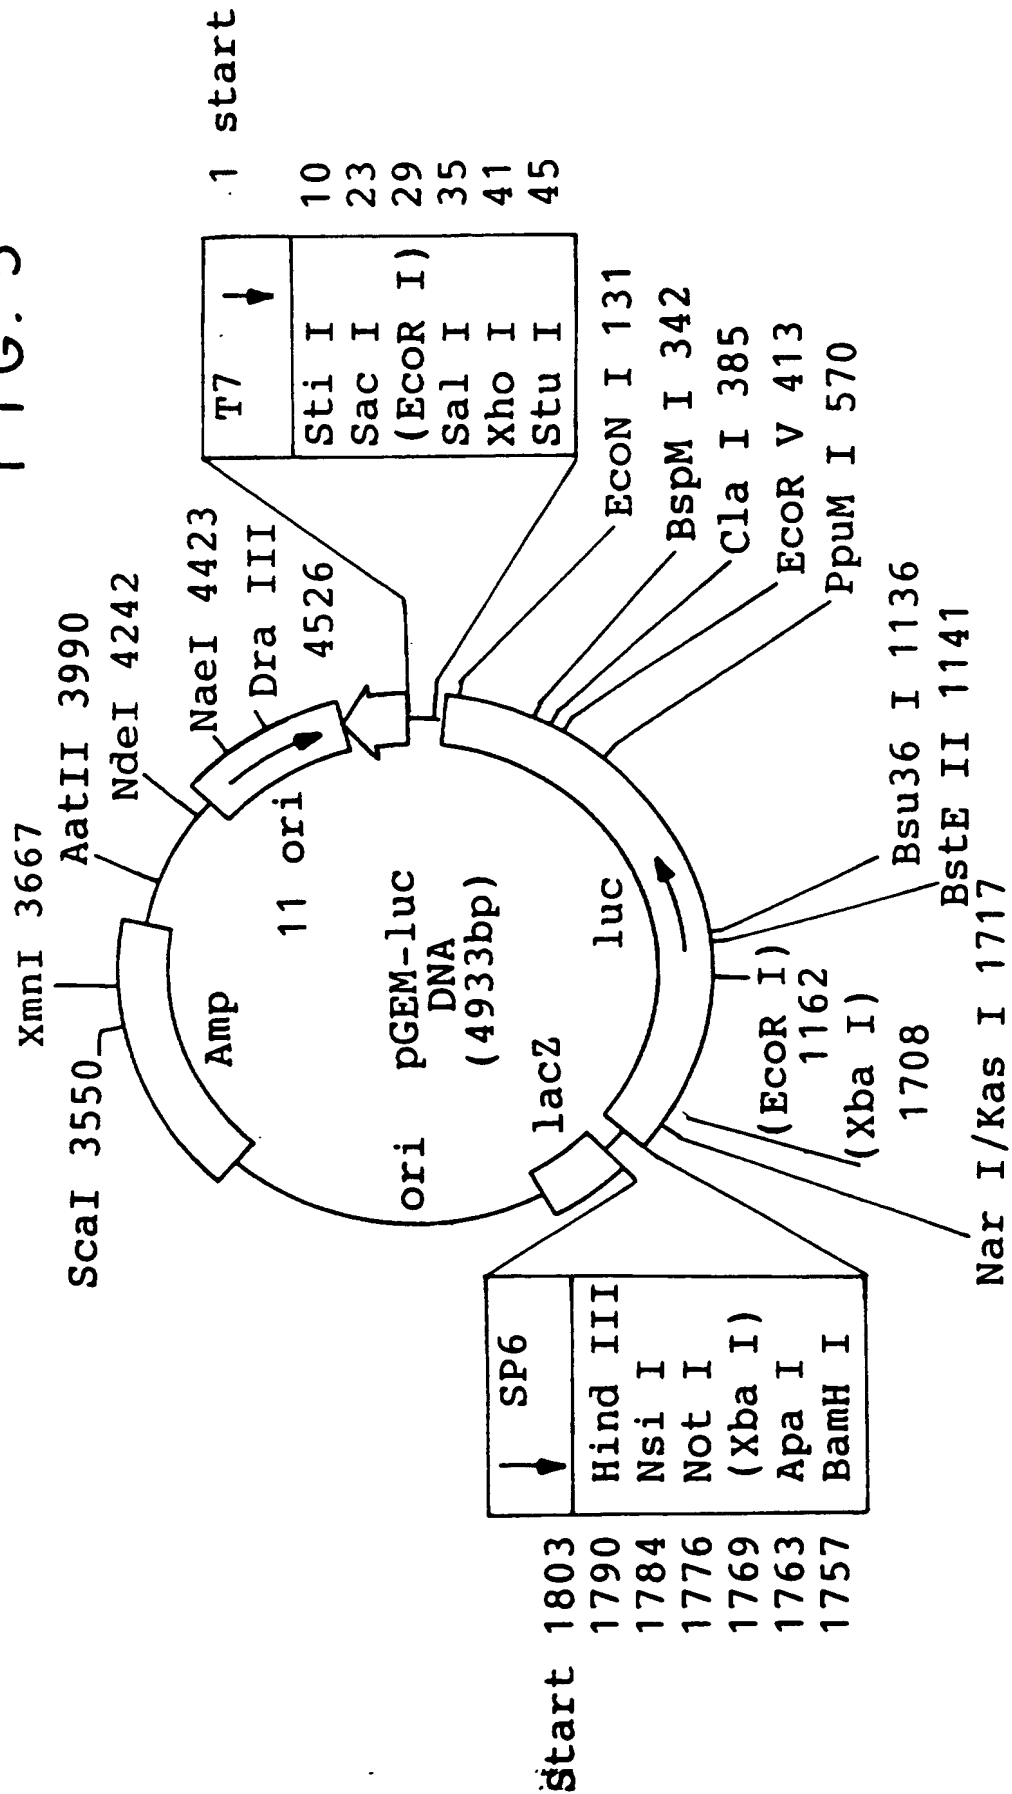 FIG. 5
XmnI 3667
ScaI 3550
AatII 3990
NdeI 4242
NaeI 4423
Dra III
4526
Amp
11 ori
ori
pGEM-luc
DNA
(4933bp)
lacZ
luc
T7
1 start
Sti I 10
Sac I 23
(EcoR I) 29
Sal I 35
Xho I 41
Stu I 45
EcoN I 131
BspM I 342
Cla I 385
EcoR V 413
PpuM I 570
Bsu36 I 1136
BstE II 1141
(EcoR I)
1162
(Xba I)
1708
Nar I/Kas I 1717
SP6
start 1803
1790 Hind III
1784 Nsi I
1776 Not I
1769 (Xba I)
1763 Apa I
1757 BamH I